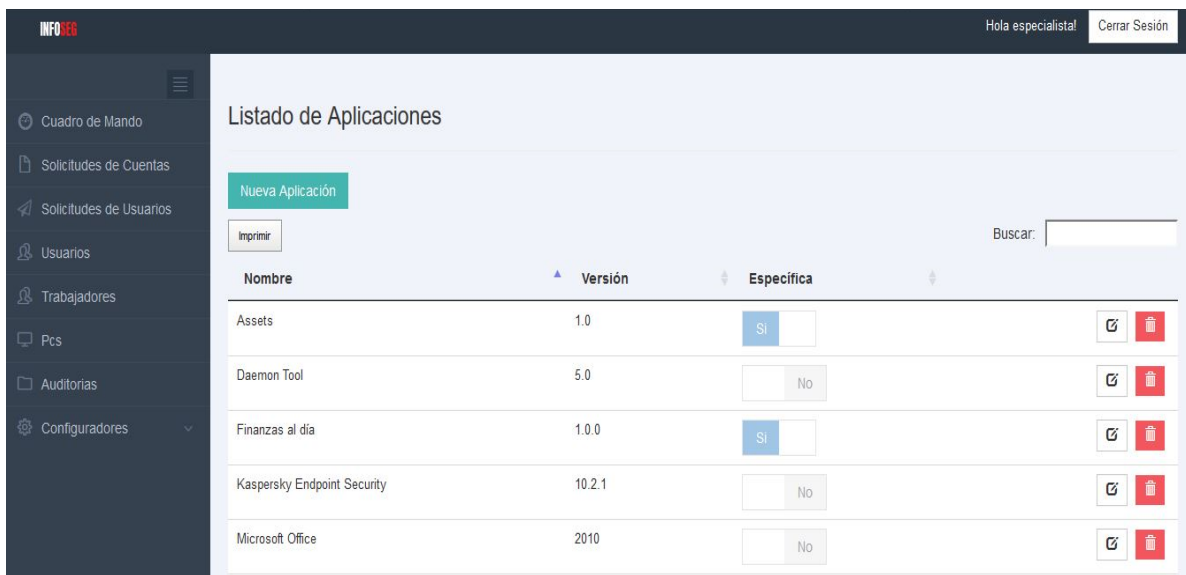 INFOSEG
Hola especialista!
Cerrar Sesión
Cuadro de Mando
Solicitudes de Cuentas
Solicitudes de Usuarios
Usuarios
Trabajadores
Pcs
Auditorias
Configuradores
Listado de Aplicaciones
Nueva Aplicación
Imprimir
Buscar:
Nombre Versión Específica
Assets 1.0 Si
Daemon Tool 5.0 No
Finanzas al día 1.0.0 Si
Kaspersky Endpoint Security 10.2.1 No
Microsoft Office 2010 No